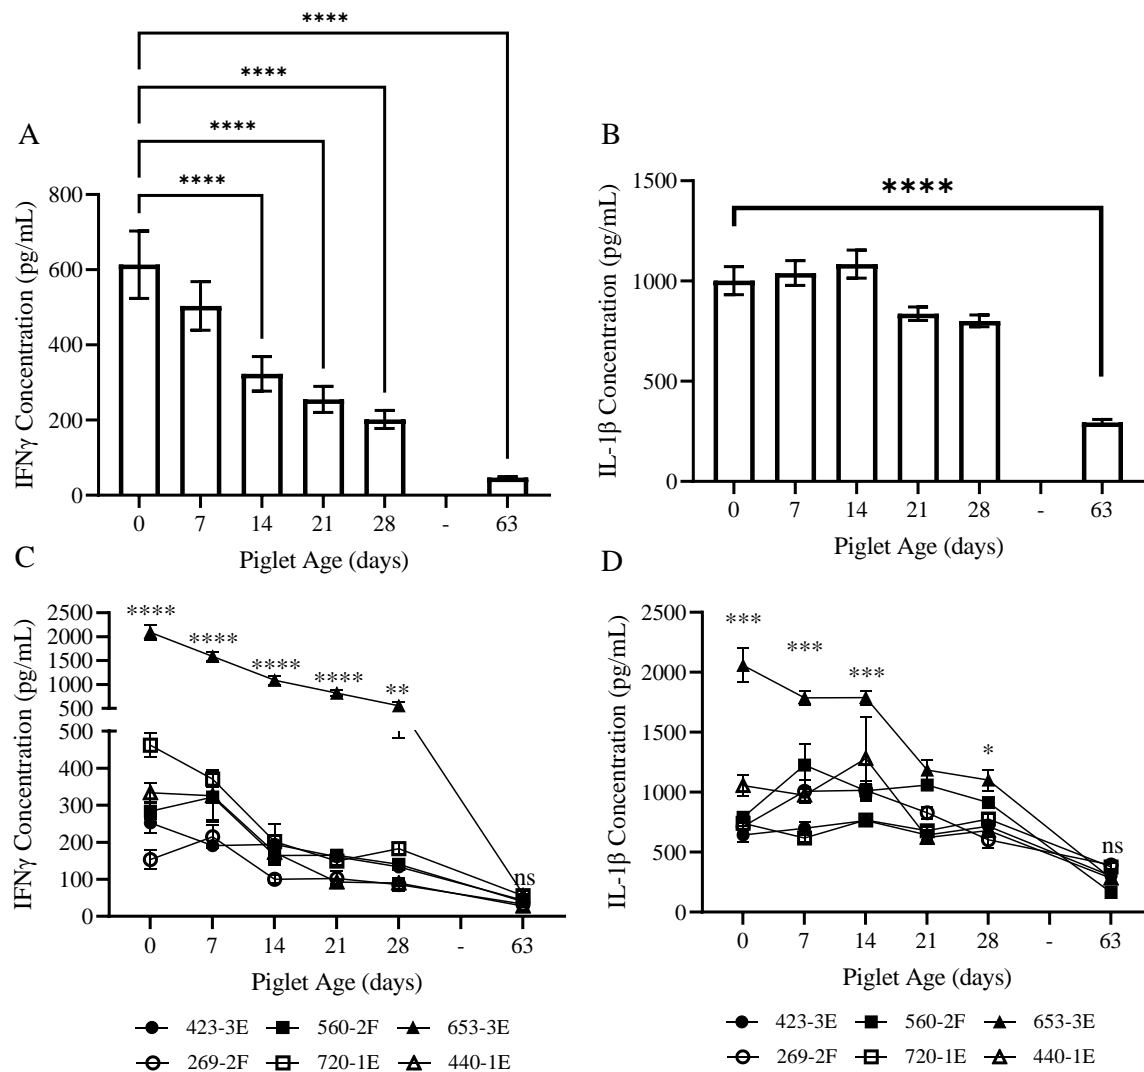 A
****
****
****
****
IFNγ Concentration (pg/mL)
800
600
400
200
0
0 7 14 21 28 - 63
Piglet Age (days)
B
****
IL-1β Concentration (pg/mL)
1500
1000
500
0
0 7 14 21 28 - 63
Piglet Age (days)
C
IFNγ Concentration (pg/mL)
2500
2000
1500
1000
500
500
400
300
200
100
0
**** **** **** **** ** ns
0 7 14 21 28 - 63
Piglet Age (days)
423-3E 560-2F 653-3E
269-2F 720-1E 440-1E
D
IL-1β Concentration (pg/mL)
2500
2000
1500
1000
500
0
*** *** *** * ns
0 7 14 21 28 - 63
Piglet Age (days)
423-3E 560-2F 653-3E
269-2F 720-1E 440-1E